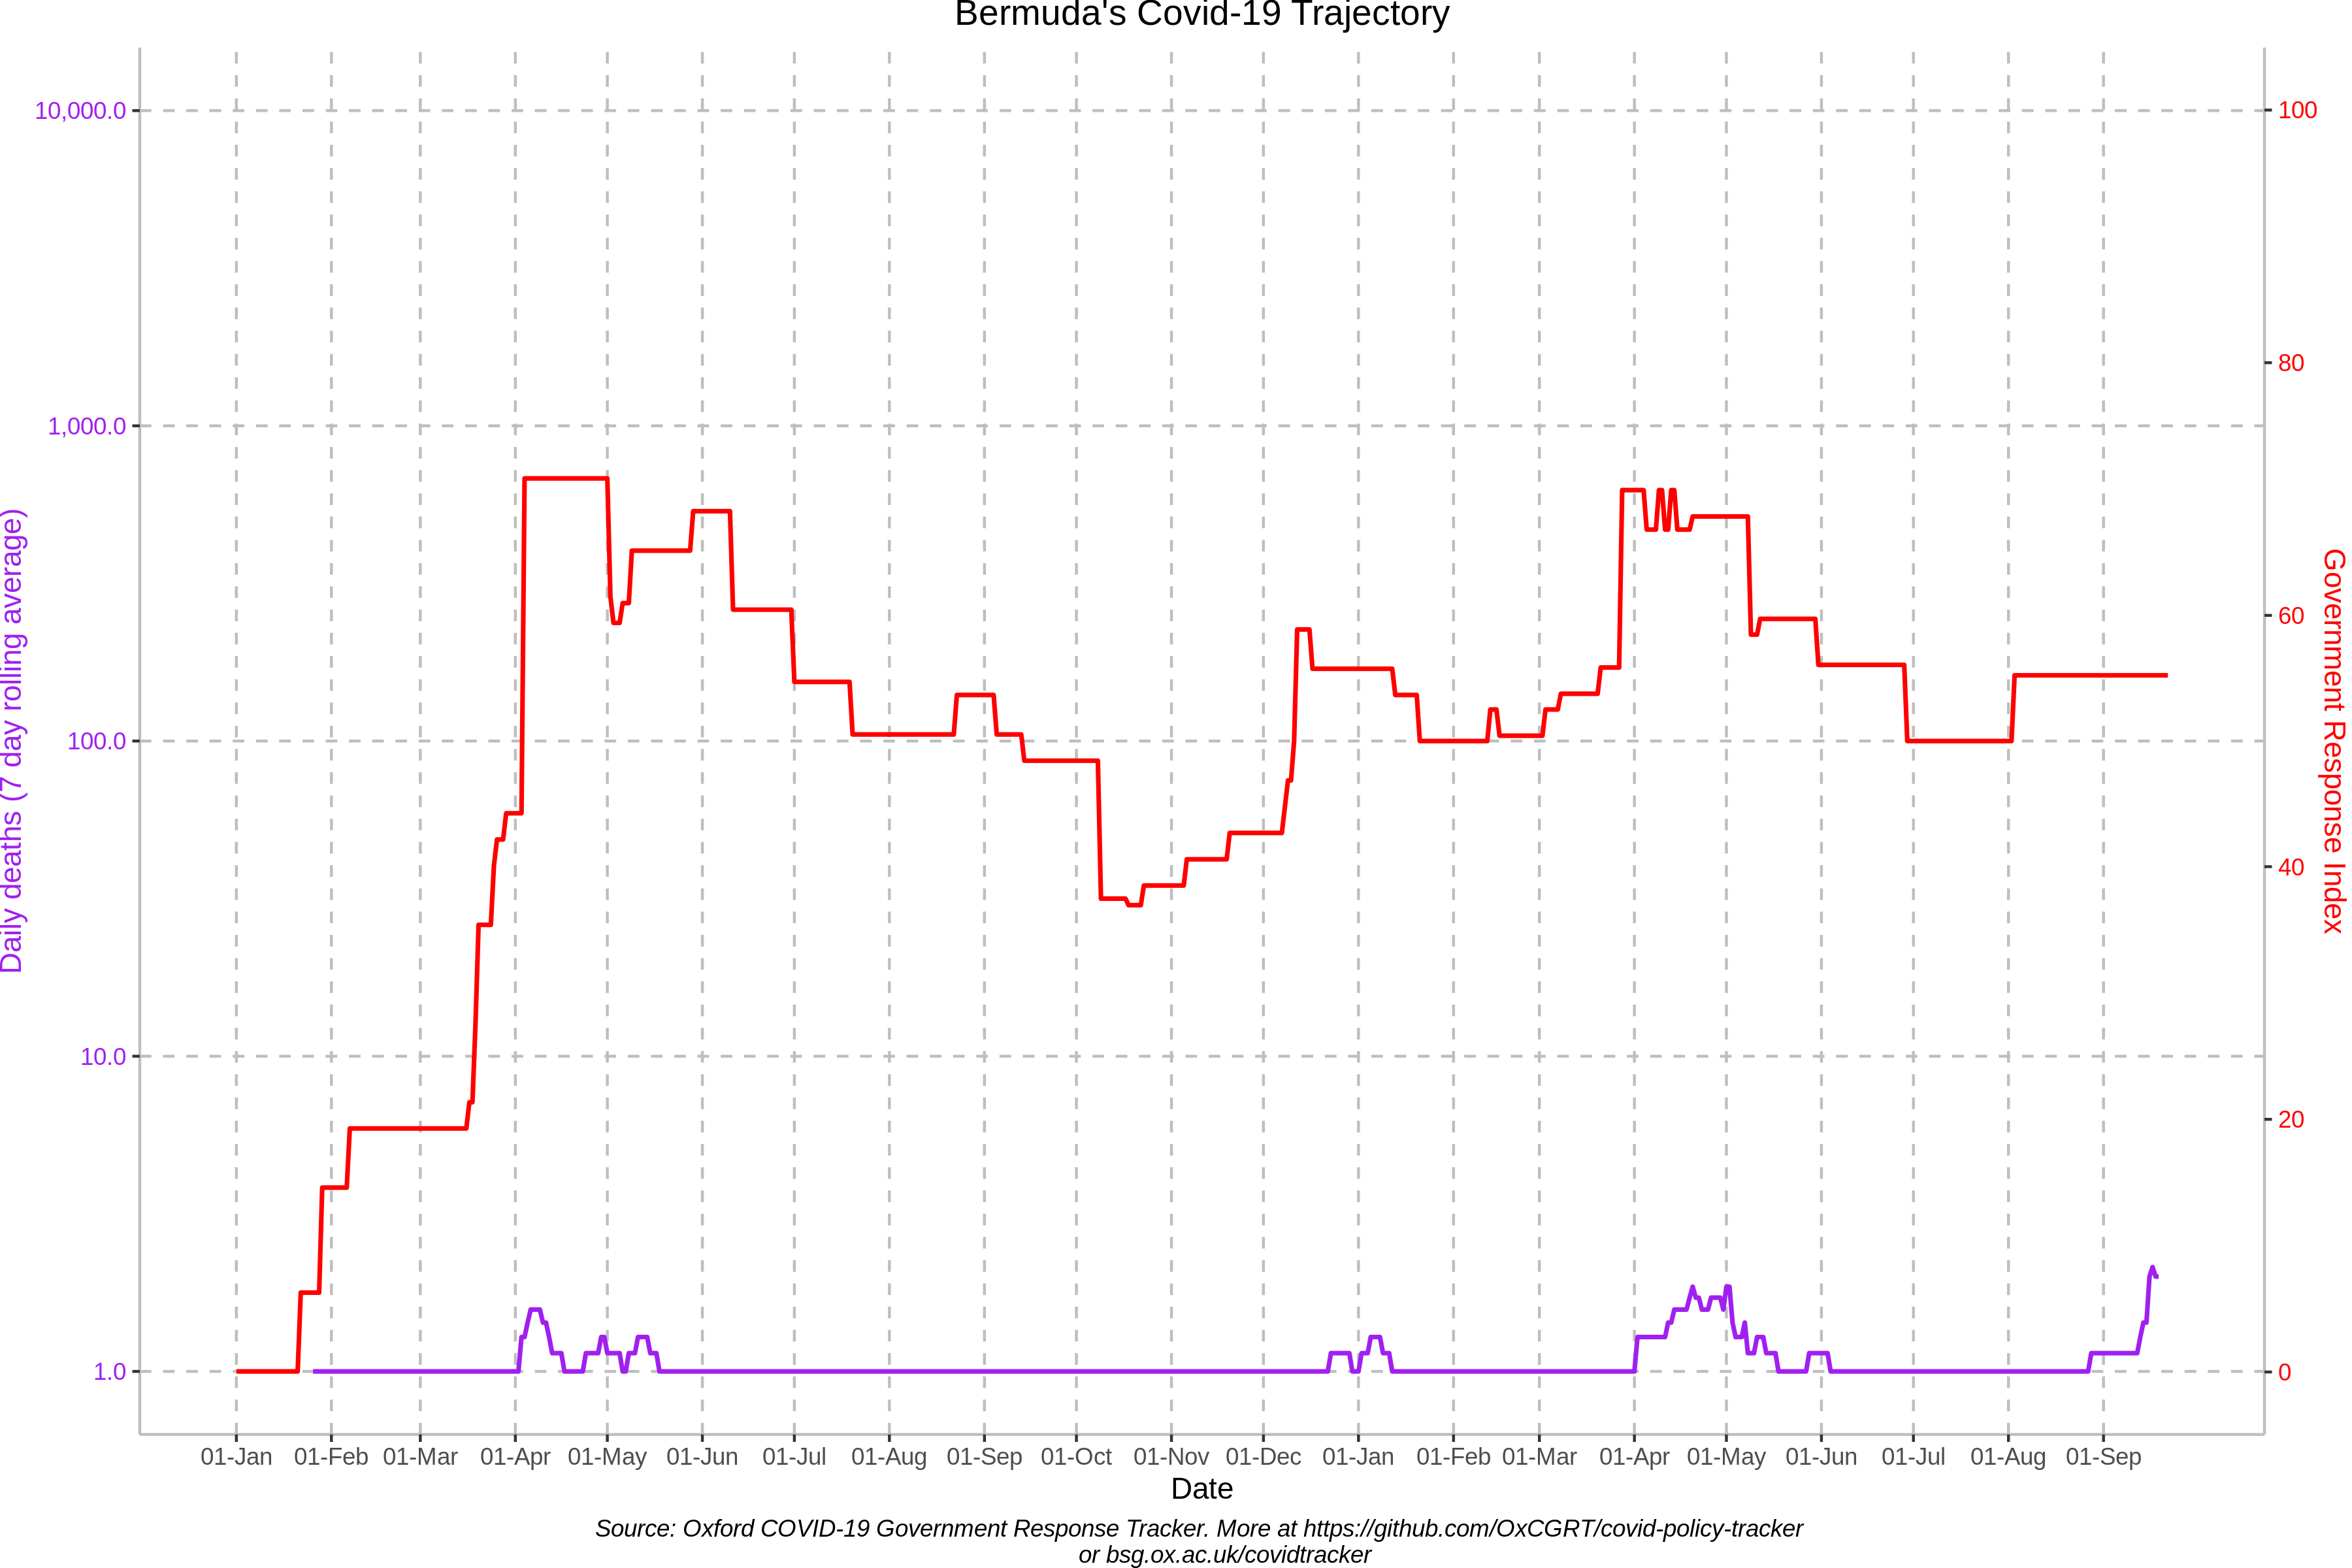 Bermuda's Covid-19 Trajectory
10,000.0
1,000.0
100.0
10.0
1.0
Daily deaths (7 day rolling average)
100
80
60
40
20
0
Government Response Index
01-Jan 01-Feb 01-Mar 01-Apr 01-May 01-Jun 01-Jul 01-Aug 01-Sep 01-Oct 01-Nov 01-Dec 01-Jan 01-Feb 01-Mar 01-Apr 01-May 01-Jun 01-Jul 01-Aug 01-Sep
Date
Source: Oxford COVID-19 Government Response Tracker. More at https://github.com/OxCGRT/covid-policy-tracker
or bsg.ox.ac.uk/covidtracker